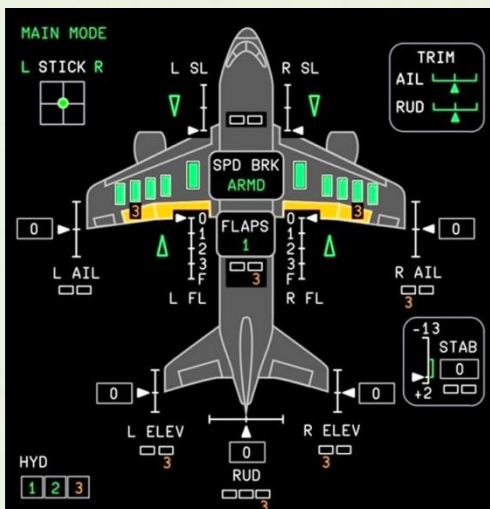 MAIN MODE
L STICK R
L SL
R SL
TRIM
AIL
RUD
SPD BRK
ARMD
3
3
0
1
2
3
F
FLAPS
1
0
1
2
3
F
3
0
0
L AIL
R AIL
3
L FL
R FL
-13
STAB
0
+2
0
0
L ELEV
R ELEV
3
3
0
RUD
3
HYD
1 2 3